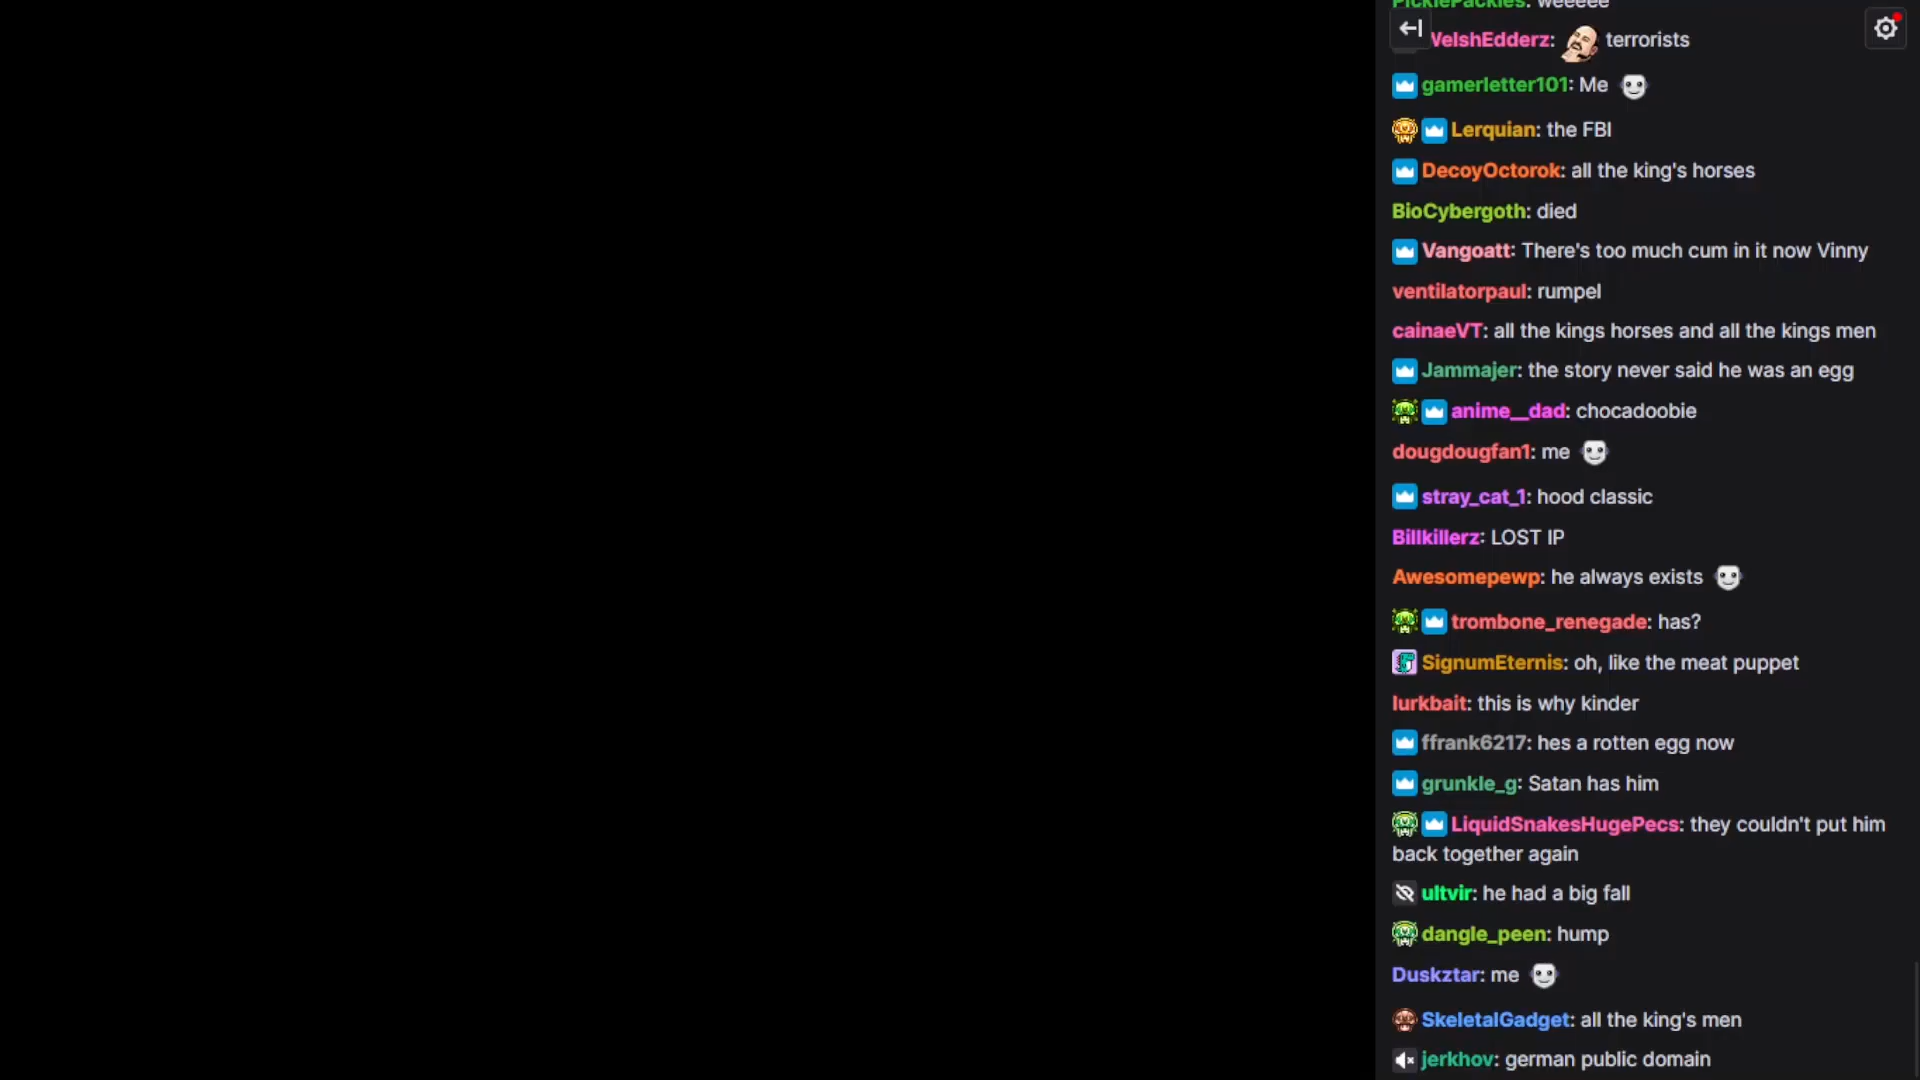 PicklePackles: weeeee
WelshEdderz: terrorists
gamerletter101: Me
Lerquian: the FBI
DecoyOctorok: all the king's horses
BioCybergoth: died
Vangoatt: There's too much cum in it now Vinny
ventilatorpaul: rumpel
cainaeVT: all the kings horses and all the kings men
Jammajer: the story never said he was an egg
anime__dad: chocadoobie
dougdougfan1: me
stray_cat_1: hood classic
Billkillerz: LOST IP
Awesomepewp: he always exists
trombone_renegade: has?
SignumEternis: oh, like the meat puppet
lurkbait: this is why kinder
ffrank6217: hes a rotten egg now
grunkle_g: Satan has him
LiquidSnakesHugePecs: they couldn't put him
back together again
ultvir: he had a big fall
dangle_peen: hump
Duskztar: me
SkeletalGadget: all the king's men
jerkhov: german public domain